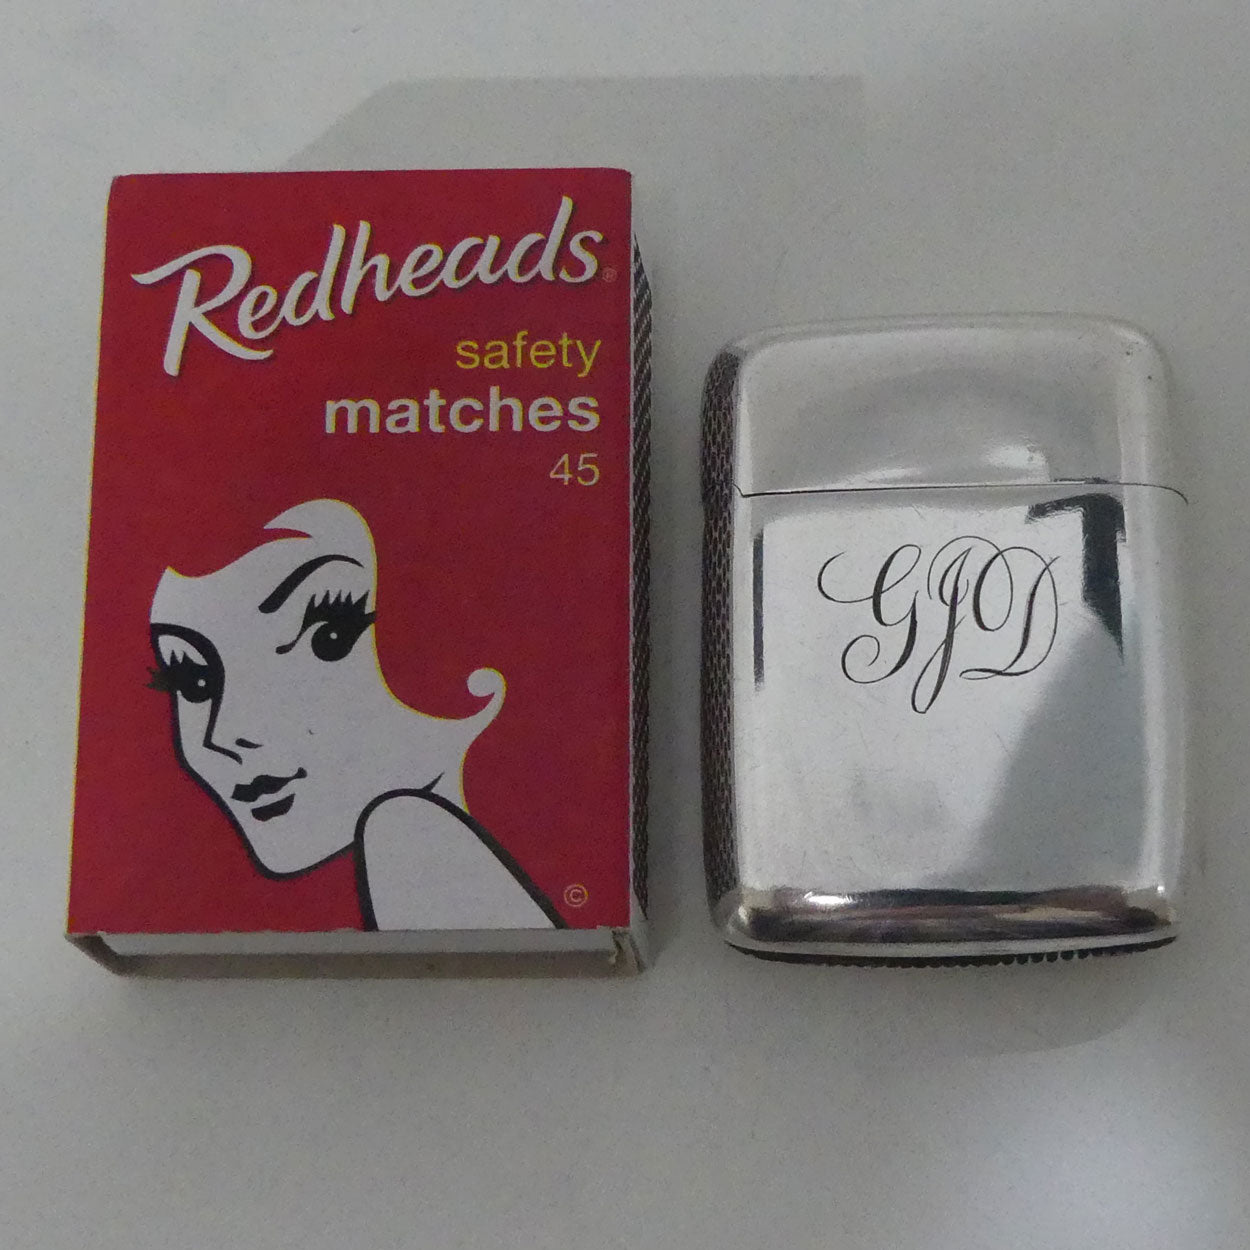 Redheads®
safety
matches
45
©
GJD